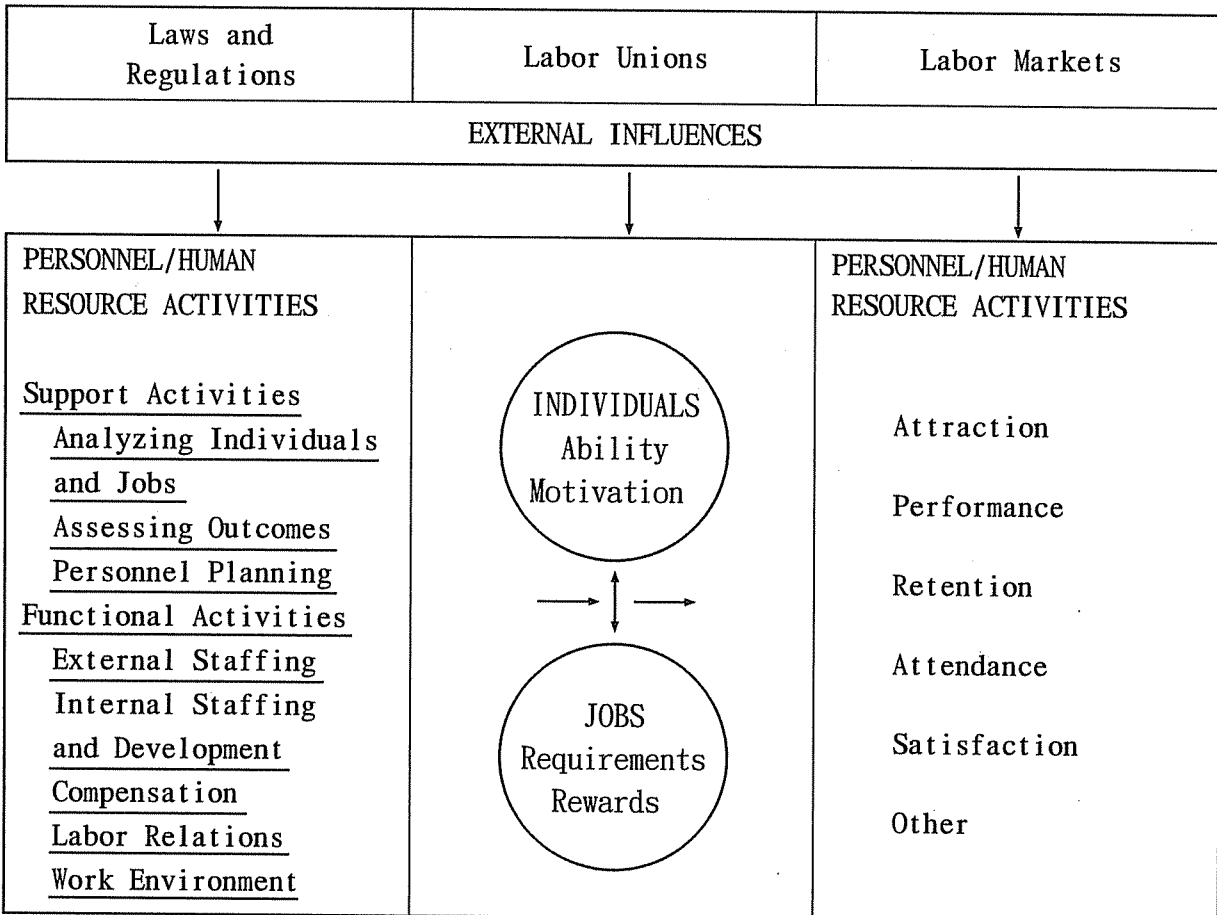 Laws and
Regulations
Labor Unions
Labor Markets
EXTERNAL INFLUENCES
PERSONNEL/HUMAN
RESOURCE ACTIVITIES
Support Activities
Analyzing Individuals
and Jobs
Assessing Outcomes
Personnel Planning
Functional Activities
External Staffing
Internal Staffing
and Development
Compensation
Labor Relations
Work Environment
INDIVIDUALS
Ability
Motivation
JOBS
Requirements
Rewards
PERSONNEL/HUMAN
RESOURCE ACTIVITIES
Attraction
Performance
Retention
Attendance
Satisfaction
Other